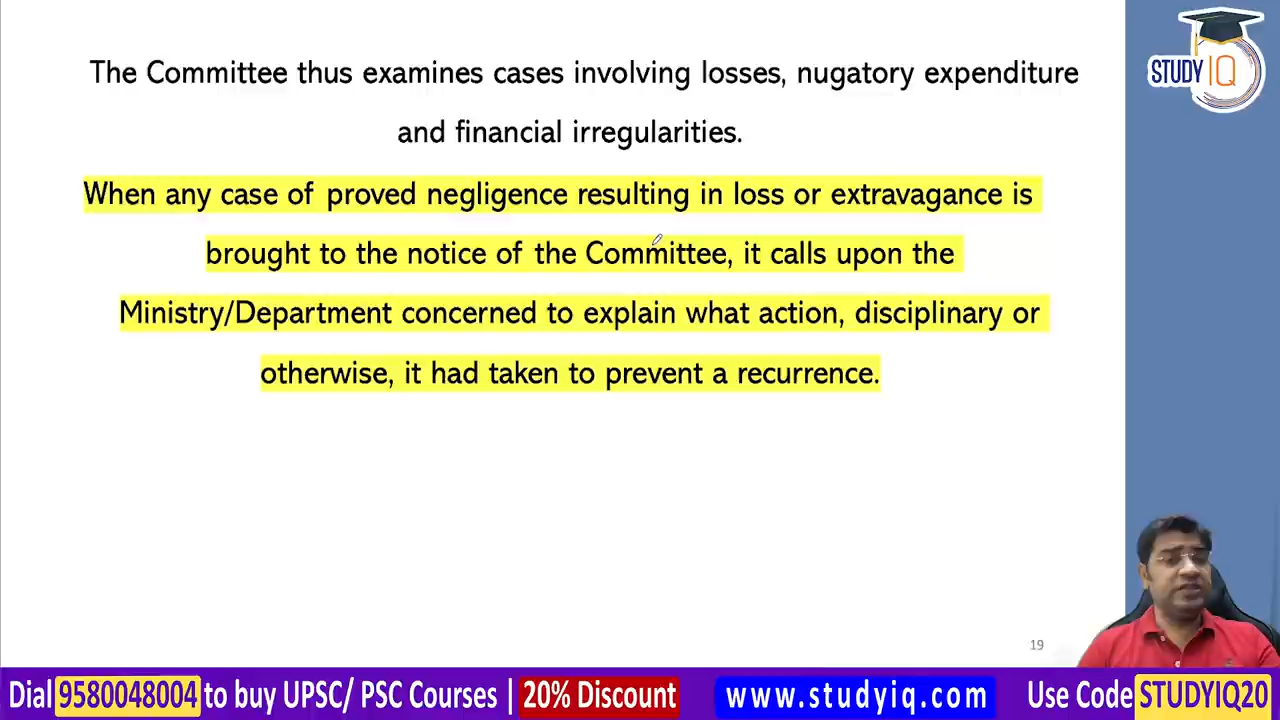 The Committee thus examines cases involving losses, nugatory expenditure
and financial irregularities.
When any case of proved negligence resulting in loss or extravagance is
brought to the notice of the Committee, it calls upon the
Ministry/Department concerned to explain what action, disciplinary or
otherwise, it had taken to prevent a recurrence.
STUDY IQ
19
Dial 9580048004 to buy UPSC/ PSC Courses | 20% Discount www.studyiq.com Use Code STUDYIQ20